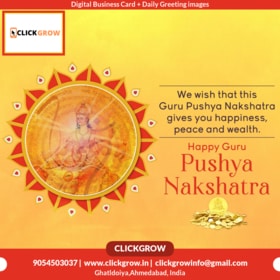 Digital Business Card + Daily Greeting images
CLICKGROW
We wish that this
Guru Pushya Nakshatra
gives you happiness,
peace and wealth.
Happy Guru
Pushya
Nakshatra
CLICKGROW
9054503037 | www.clickgrow.in | clickgrowinfo@gmail.com
Ghatldoiya,Ahmedabad, India